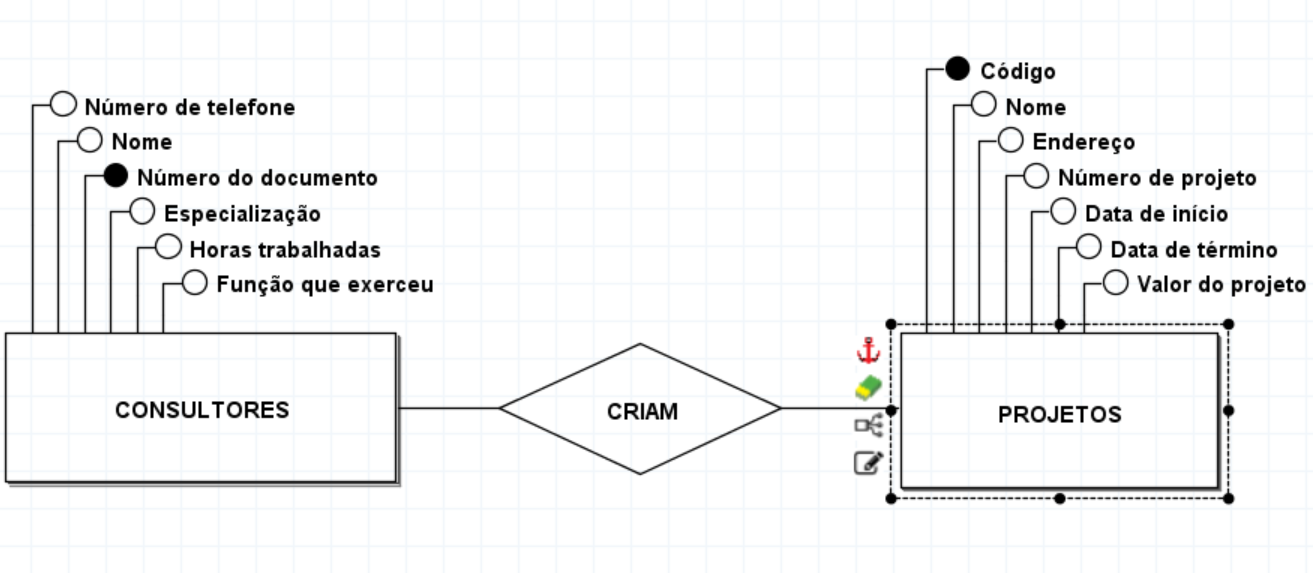 Número de telefone
Nome
Número do documento
Especialização
Horas trabalhadas
Função que exerceu
CONSULTORES
CRIAM
Código
Nome
Endereço
Número de projeto
Data de início
Data de término
Valor do projeto
PROJETOS